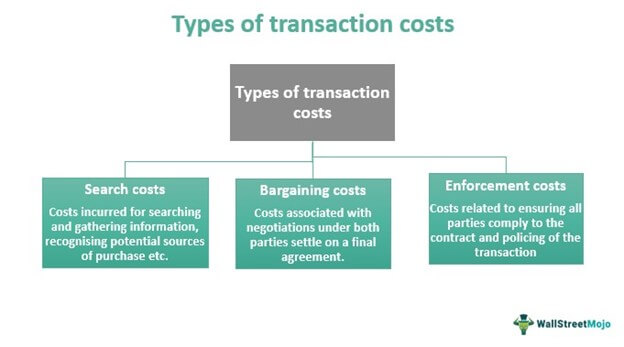 Types of transaction costs
Types of transaction
costs
Search costs
Costs incurred for searching
and gathering information,
recognising potential sources
of purchase etc.
Bargaining costs
Costs associated with
negotiations under both
parties settle on a final
agreement.
Enforcement costs
Costs related to ensuring all
parties comply to the
contract and policing of the
transaction
WallStreetMojo